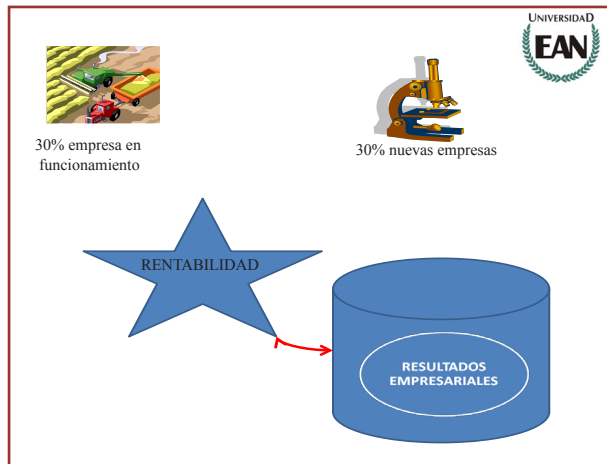 UNIVERSIDAD
EAN
30% empresa en
funcionamiento
30% nuevas empresas
RENTABILIDAD
RESULTADOS
EMPRESARIALES